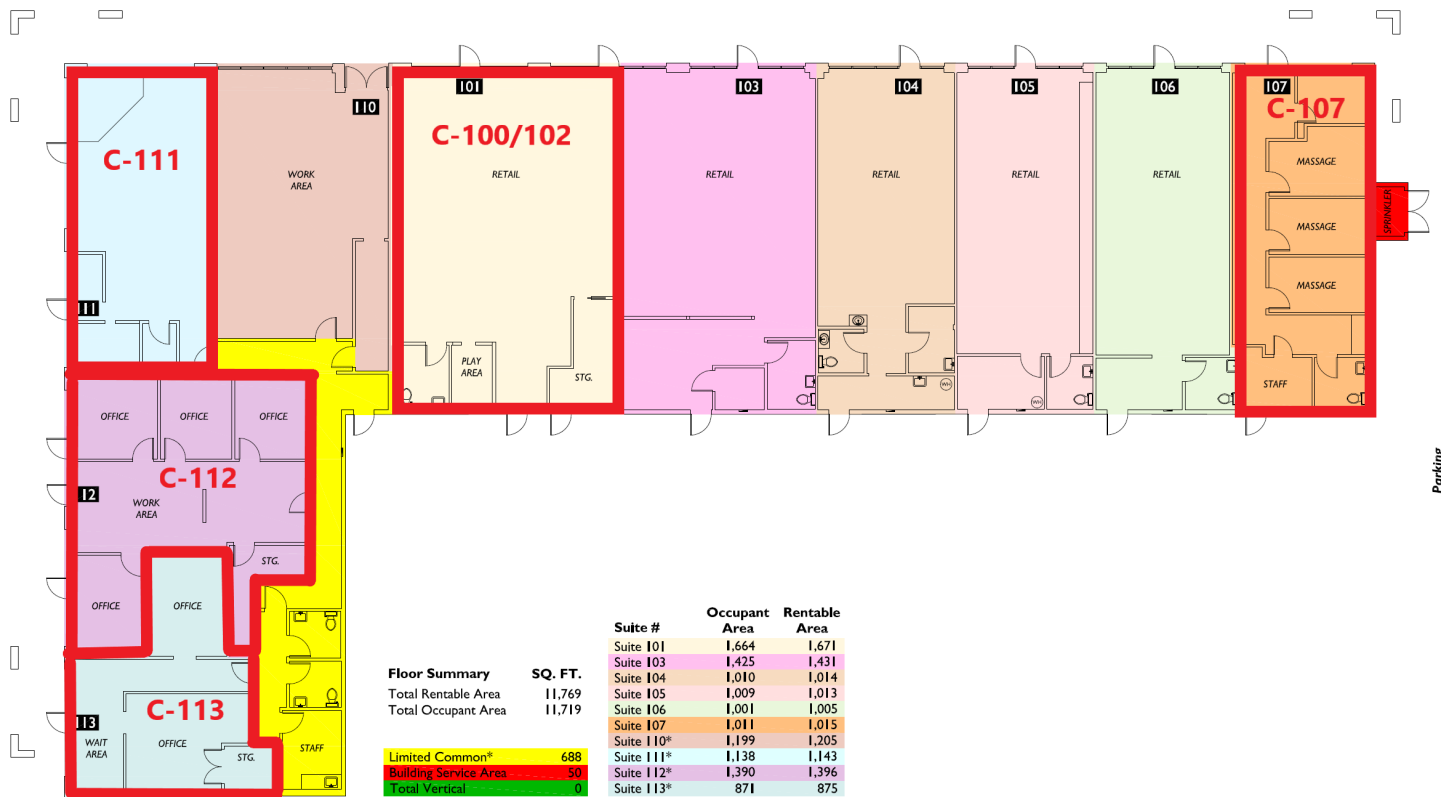 101
103
104
105
106
107
110
C-111
C-100/102
C-107
WORK
AREA
RETAIL
RETAIL
RETAIL
RETAIL
RETAIL
MASSAGE
MASSAGE
MASSAGE
SPRINKLER
111
PLAY
AREA
STG.
STAFF
OFFICE
OFFICE
OFFICE
C-112
12
WORK
AREA
STG.
OFFICE
OFFICE
WH
WH
Parking
C-113
113
WAIT
AREA
OFFICE
STG.
STAFF
Floor Summary SQ. FT.
Total Rentable Area 11,769
Total Occupant Area 11,719
Limited Common* 688
Building Service Area 50
Total Vertical 0
Occupant Rentable
Suite # Area Area
Suite 101 1,664 1,671
Suite 103 1,425 1,431
Suite 104 1,010 1,014
Suite 105 1,009 1,013
Suite 106 1,001 1,005
Suite 107 1,011 1,015
Suite 110* 1,199 1,205
Suite 111* 1,138 1,143
Suite 112* 1,390 1,396
Suite 113* 871 875